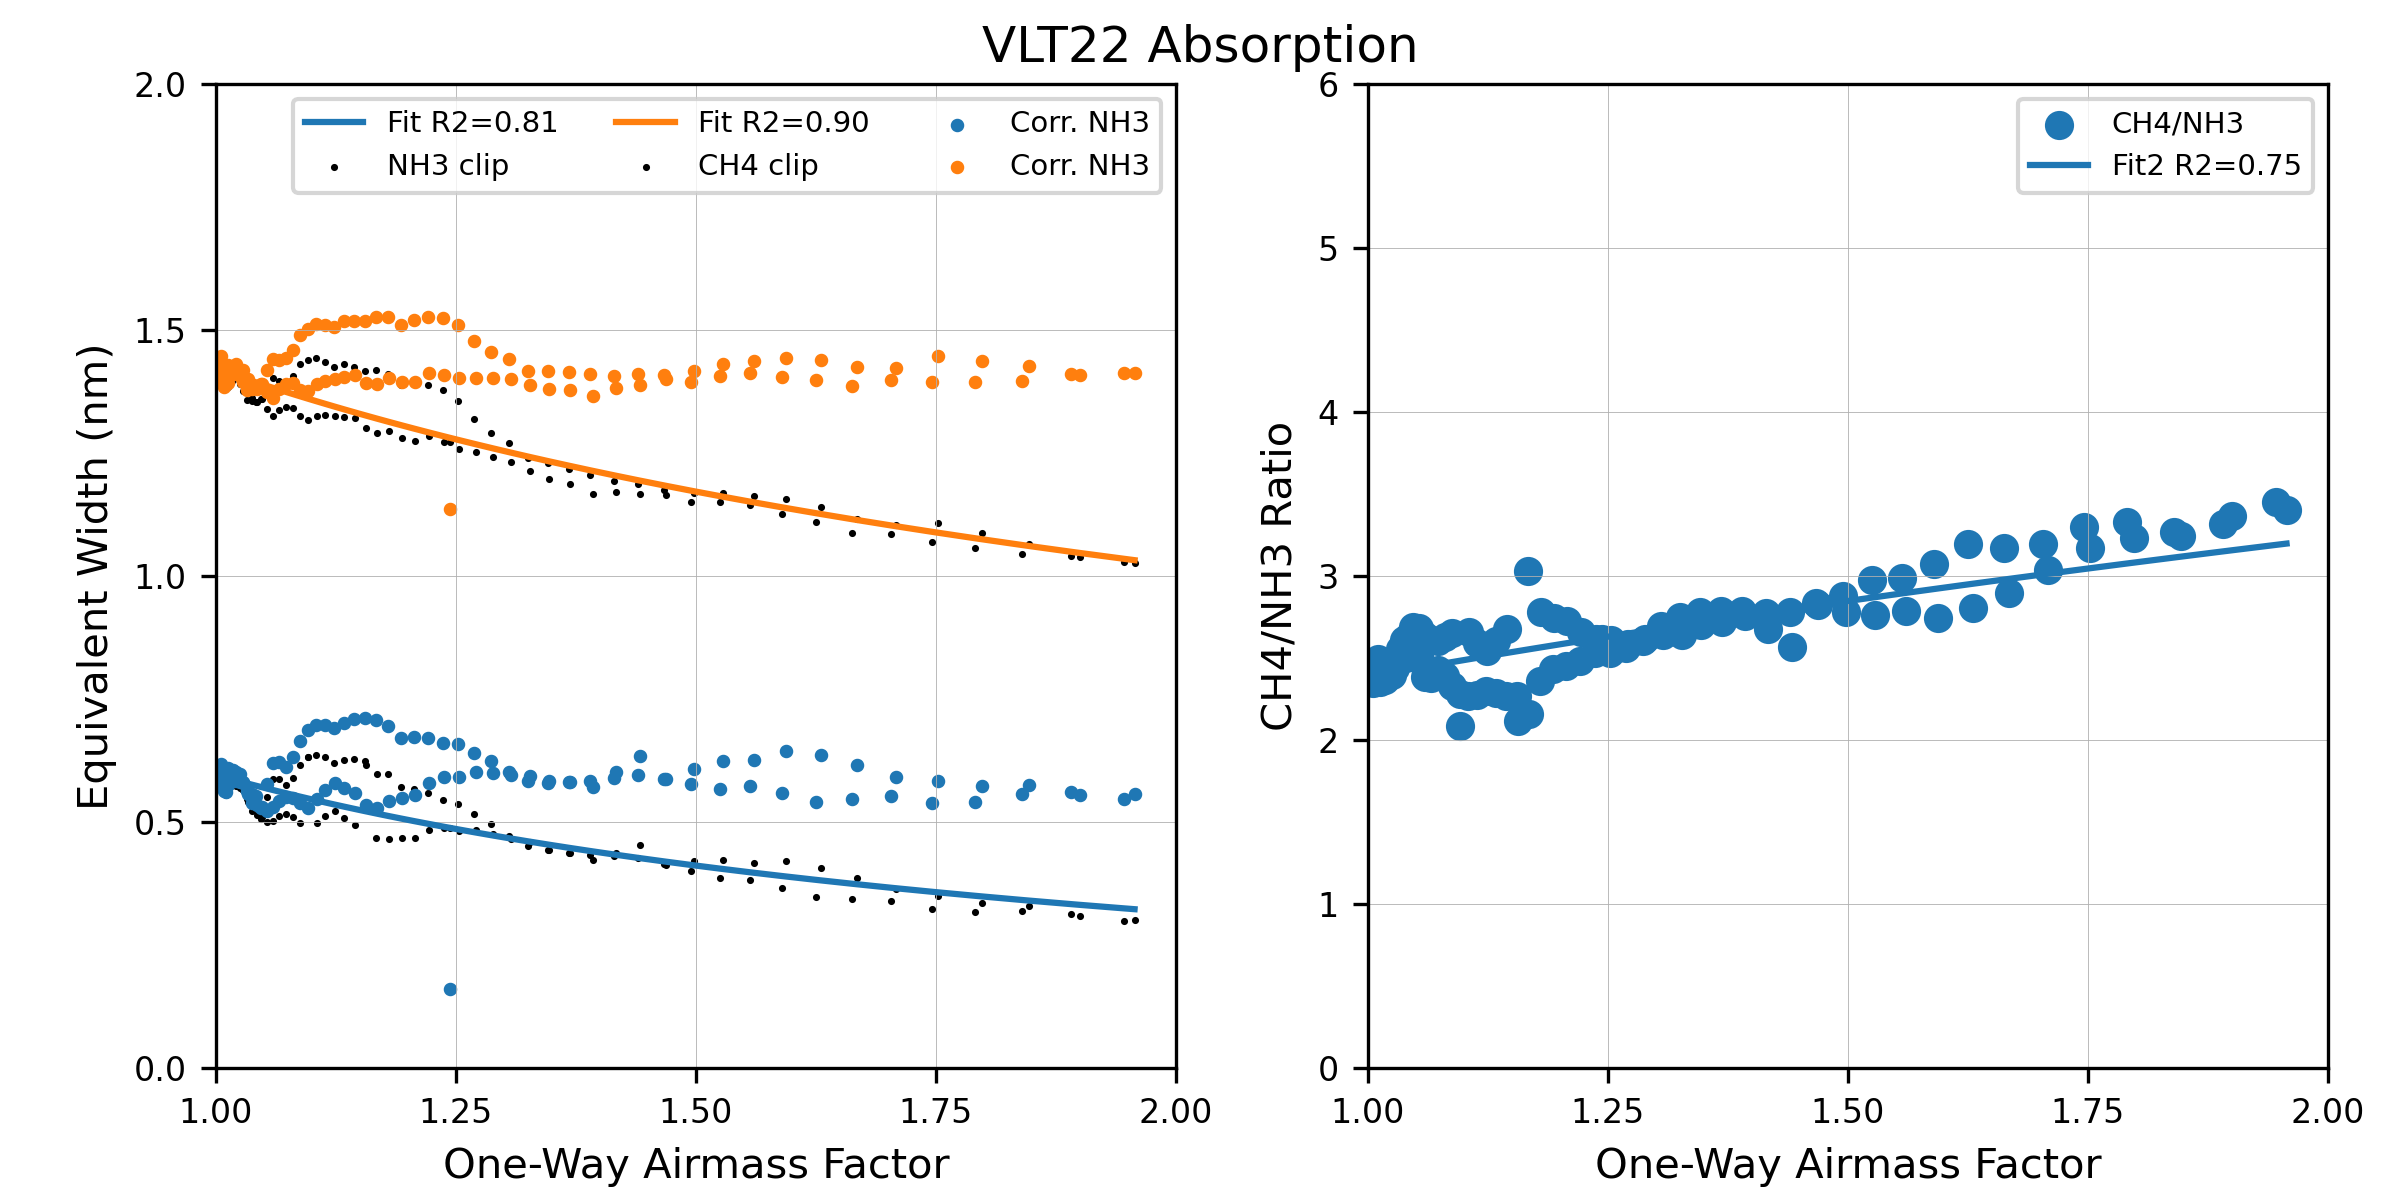 VLT22 Absorption
Fit R2=0.81
NH3 clip
Fit R2=0.90
CH4 clip
Corr. NH3
Corr. NH3
2.0
1.5
1.0
0.5
0.0
Equivalent Width (nm)
1.00 1.25 1.50 1.75 2.00
One-Way Airmass Factor
CH4/NH3
Fit2 R2=0.75
6
5
4
3
2
1
0
CH4/NH3 Ratio
1.00 1.25 1.50 1.75 2.00
One-Way Airmass Factor